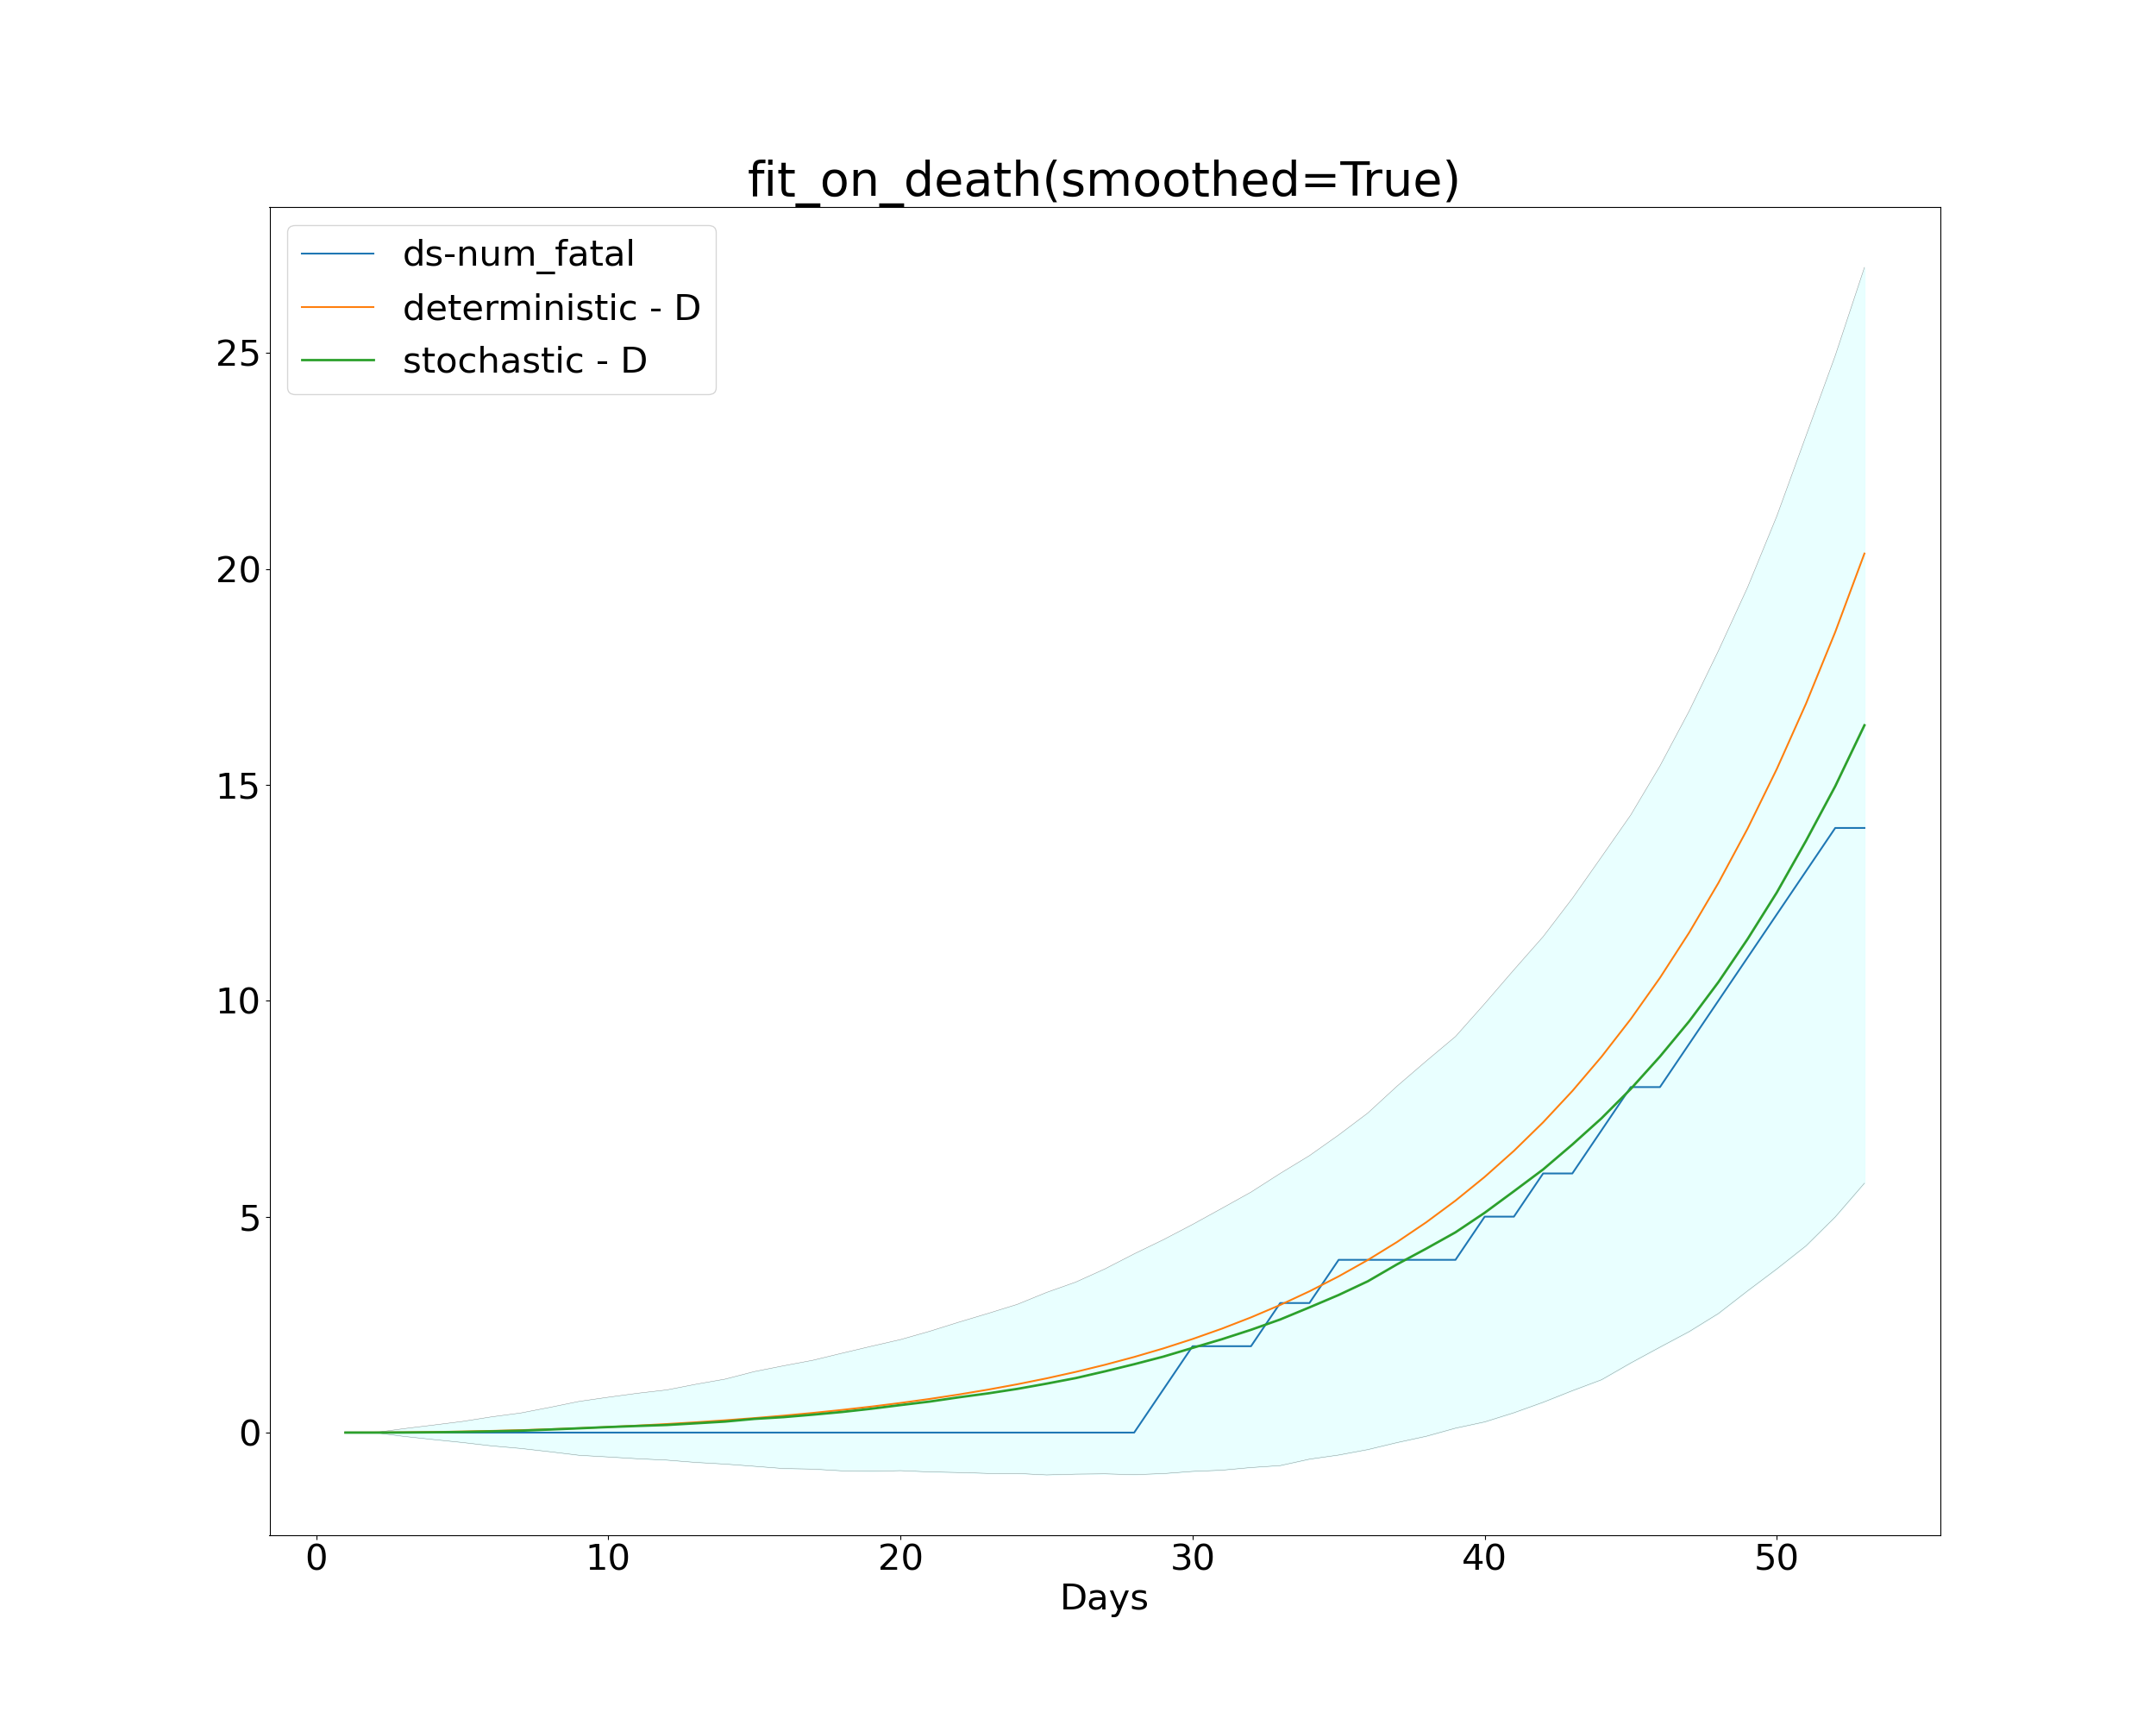 fit_on_death(smoothed=True)
ds-num_fatal
deterministic - D
stochastic - D
25
20
15
10
5
0
0 10 20 30 40 50
Days